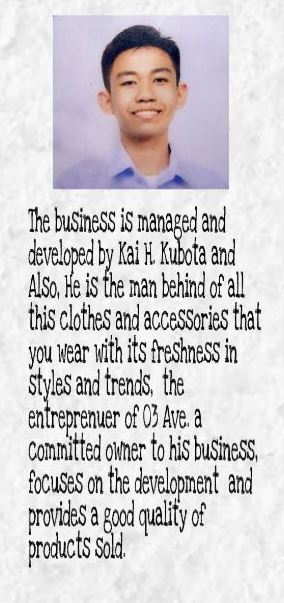 The business is managed and
developed by Kai H. Kubota and
Also, He is the man behind of all
this clothes and accessories that
you wear with its freshness in
styles and trends,  the
entreprenuer of 03 Ave. a
committed owner to his business,
focuses on the development  and
provides a good quality of
products sold.